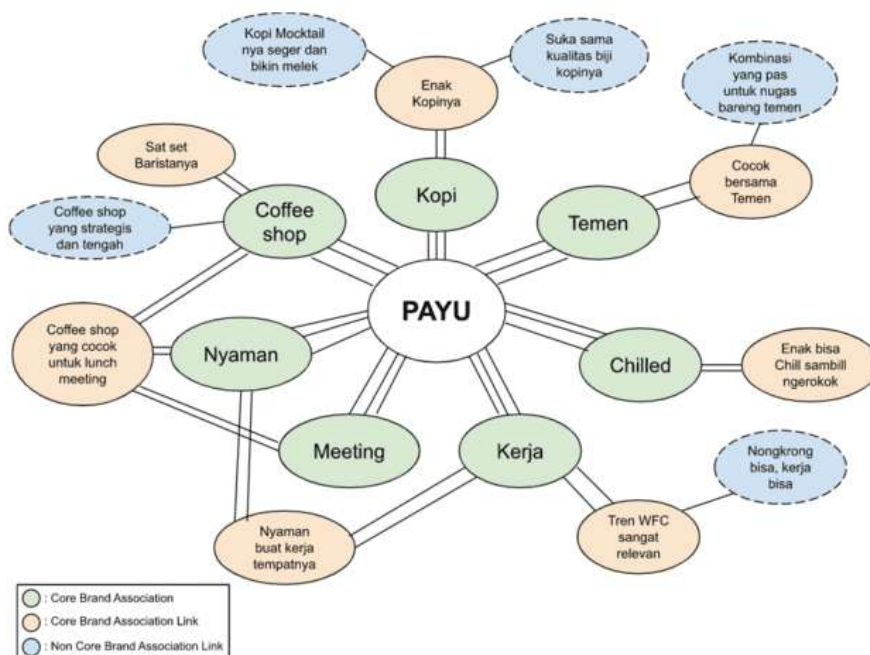 Kopi Mocktail
nya seger dan
bikin melek
Suka sama
kualitas biji
kopinya
Enak
Kopinya
Kombinasi
yang pas
untuk nugas
bareng temen
Sat set
Baristanya
Cocok
bersama
Temen
Kopi
Coffee
shop
Temen
Coffee shop
yang strategis
dan tengah
PAYU
Coffee shop
yang cocok
untuk lunch
meeting
Nyaman
Chilled
Enak bisa
Chill sambill
ngerokok
Meeting
Kerja
Nongkrong
bisa, kerja
bisa
Nyaman
buat kerja
tempatnya
Tren WFC
sangat
relevan
: Core Brand Association
: Core Brand Association Link
: Non Core Brand Association Link